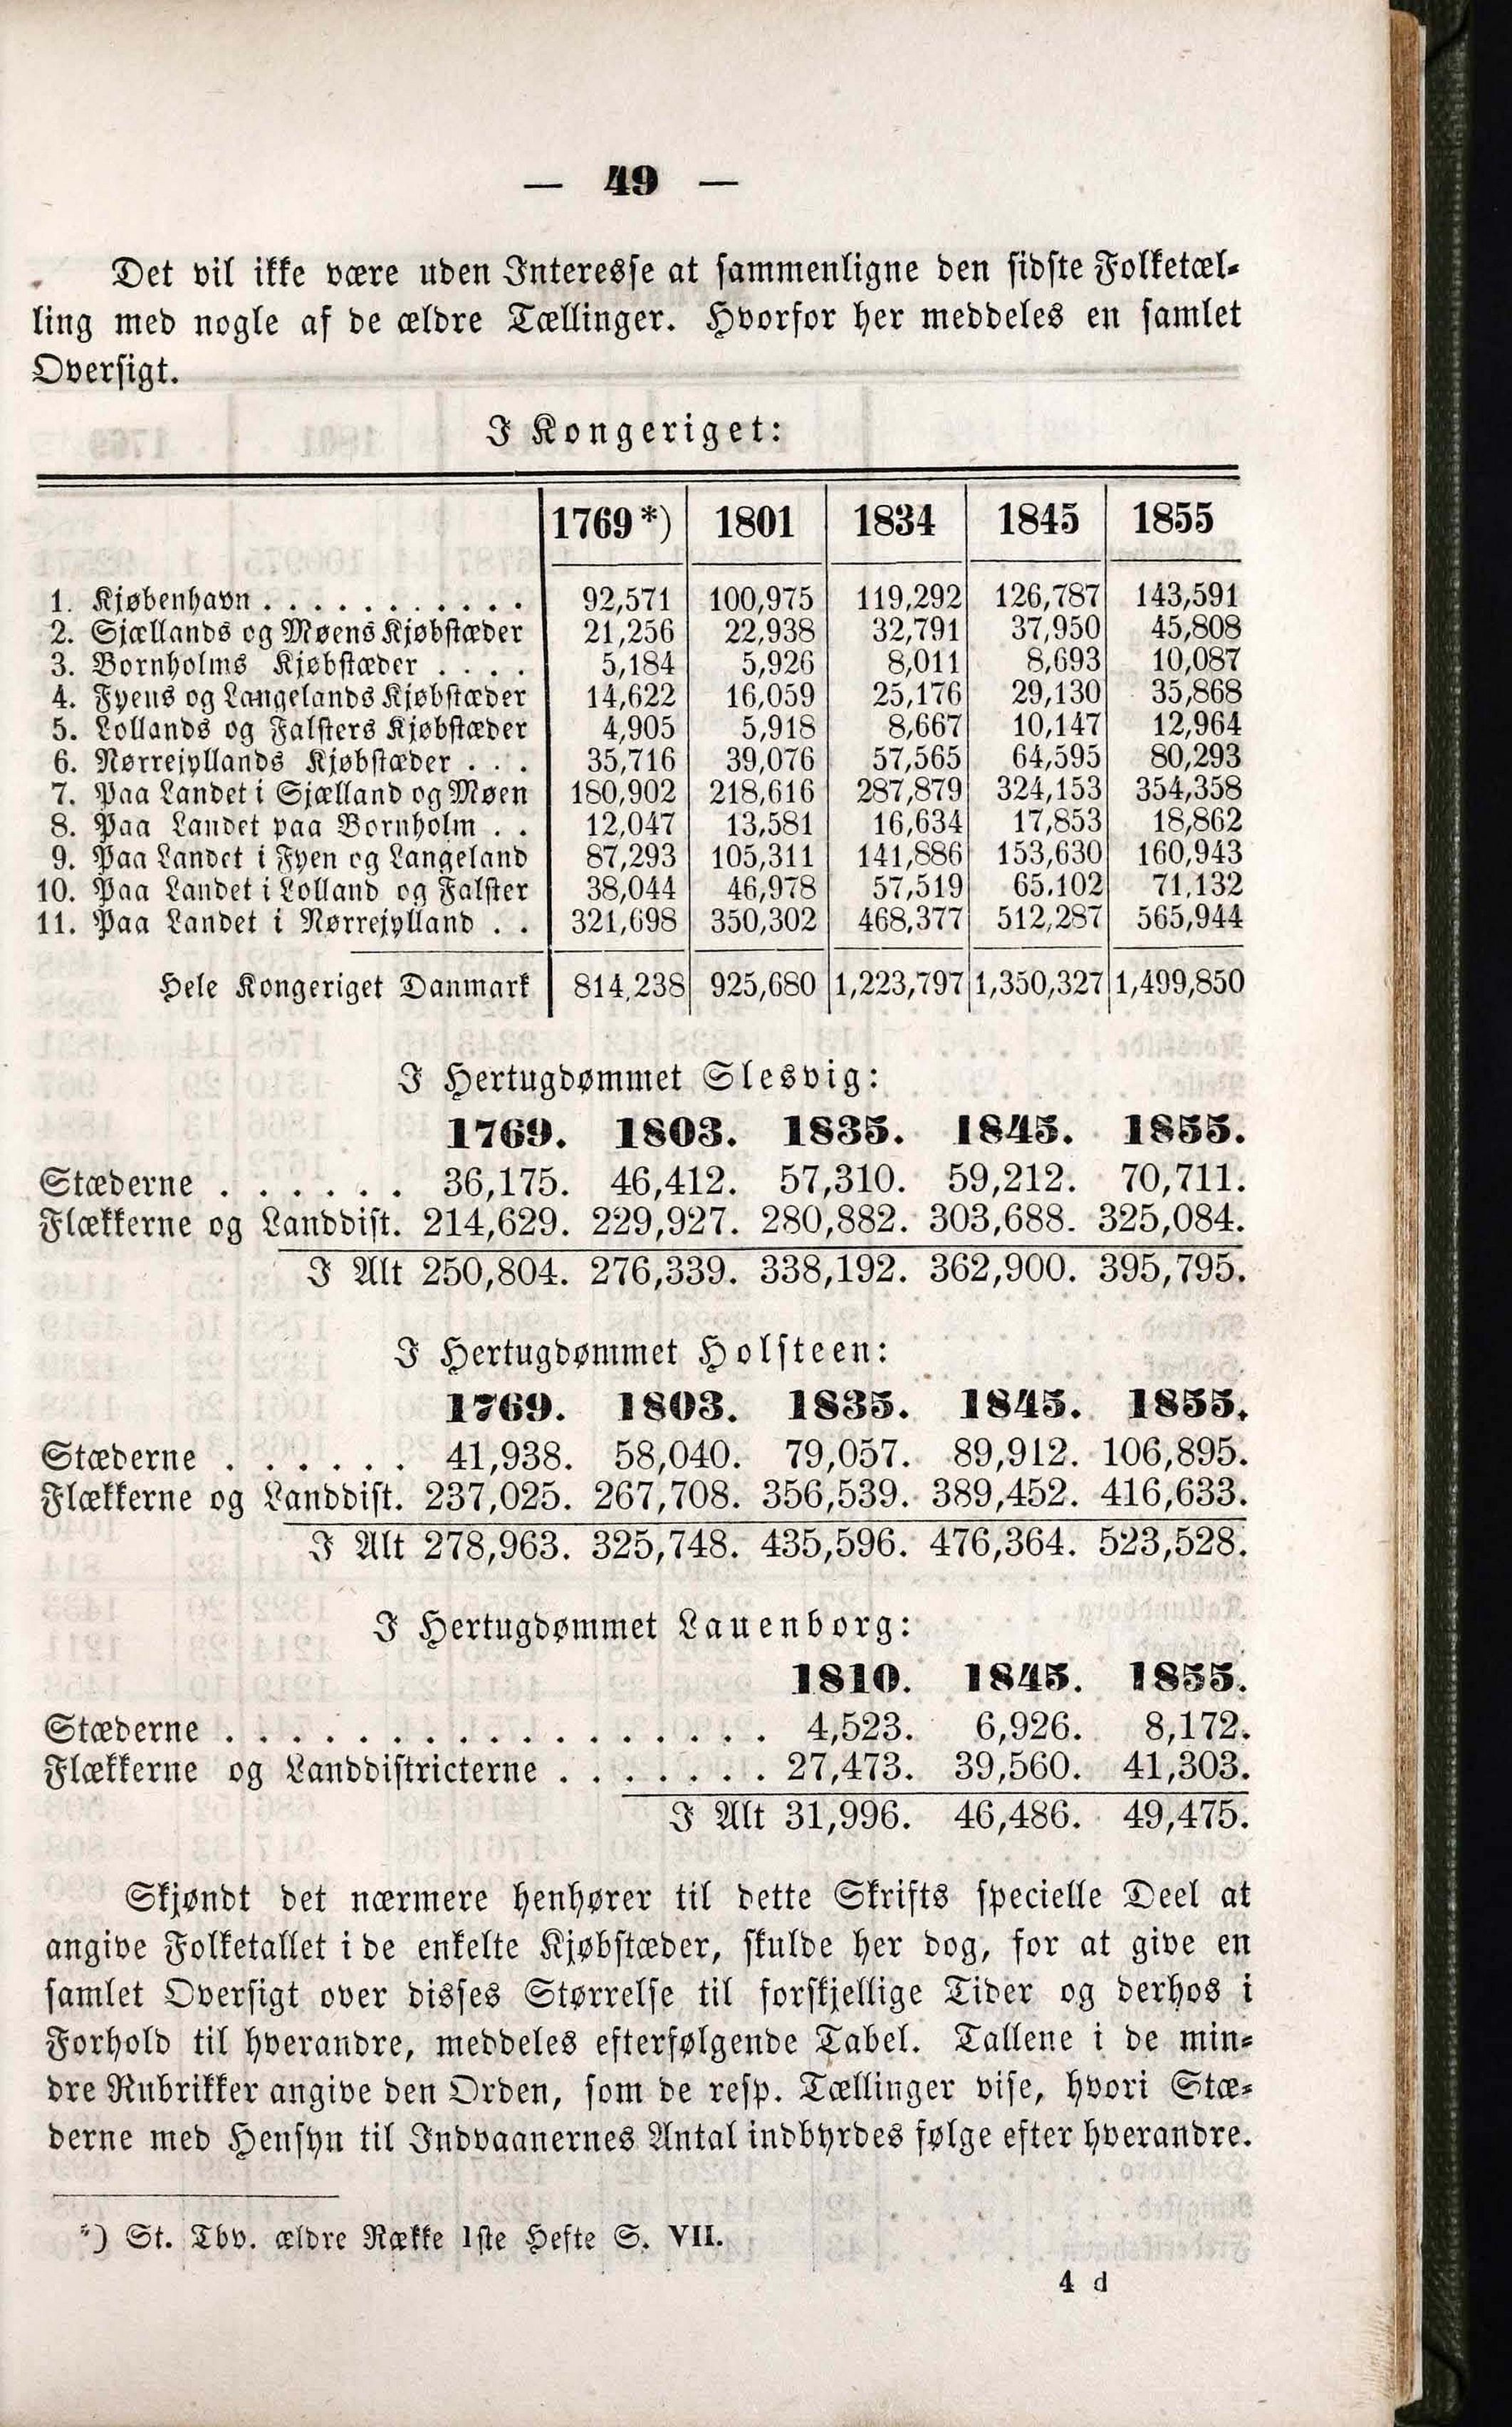 — 49 —
Det vil ikke være uden Interesse at sammenligne den sidste Folketæl-
ling med nogle af de ældre Tællinger. Hvorfor her meddeles en samlet
Oversigt.
I Kongeriget:
1769 *) 1801 1834 1845 1855
1. Kjøbenhavn . . . . . . . . . . . 92,571 100,975 119,292 126,787 143,591
2. Sjællands og Møens Kjøbstæder 21,256 22,938 32,791 37,950 45,808
3. Bornholms Kjøbstæder . . . . 5,184 5,926 8,011 8,693 10,087
4. Fyens og Langelands Kjøbstæder 14,622 16,059 25,176 29,130 35,868
5. Lollands og Falsters Kjøbstæder 4,905 5,918 8,667 10,147 12,964
6. Nørrejyllands Kjøbstæder . . . 35,716 39,076 57,565 64,595 80,293
7. Paa Landet i Sjælland og Møen 180,902 218,616 287,879 324,153 354,358
8. Paa Landet paa Bornholm . . 12,047 13,581 16,634 17,853 18,862
9. Paa Landet i Fyen og Langeland 87,293 105,311 141,886 153,630 160,943
10. Paa Landet i Lolland og Falster 38,044 46,978 57,519 65,102 71,132
11. Paa Landet i Nørrejylland . . 321,698 350,302 468,377 512,287 565,944
Hele Kongeriget Danmark 814,238 925,680 1,223,797 1,350,327 1,499,850
I Hertugdømmet Slesvig:
1769. 1803. 1835. 1845. 1855.
Stæderne . . . . . . 36,175. 46,412. 57,310. 59,212. 70,711.
Flækkerne og Landdist. 214,629. 229,927. 280,882. 303,688. 325,084.
I Alt 250,804. 276,339. 338,192. 362,900. 395,795.
I Hertugdømmet Holsteen:
1769. 1803. 1835. 1845. 1855.
Stæderne . . . . . . 41,938. 58,040. 79,057. 89,912. 106,895.
Flækkerne og Landdist. 237,025. 267,708. 356,539. 389,452. 416,633.
I Alt 278,963. 325,748. 435,596. 476,364. 523,528.
I Hertugdømmet Lauenborg:
1810. 1845. 1855.
Stæderne . . . . . . . . . . . . . . . . . 4,523. 6,926. 8,172.
Flækkerne og Landdistricterne . . . . . . . 27,473. 39,560. 41,303.
I Alt 31,996. 46,486. 49,475.
Skjøndt det nærmere henhører til dette Skrifts specielle Deel at
angive Folketallet i de enkelte Kjøbstæder, skulde her dog, for at give en
samlet Oversigt over disses Størrelse til forskjellige Tider og derhos i
Forhold til hverandre, meddeles efterfølgende Tabel. Tallene i de min-
dre Rubrikker angive den Orden, som de resp. Tællinger vise, hvori Stæ-
derne med Hensyn til Indvaanernes Antal indbyrdes følge efter hverandre.
*) St. Tbv. ældre Række 1ste Hefte S. VII.
4 d